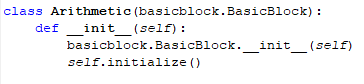 class Arithmetic(basicblock.BasicBlock):
    def __init__(self):
        basicblock.BasicBlock.__init__(self)
        self.initialize()